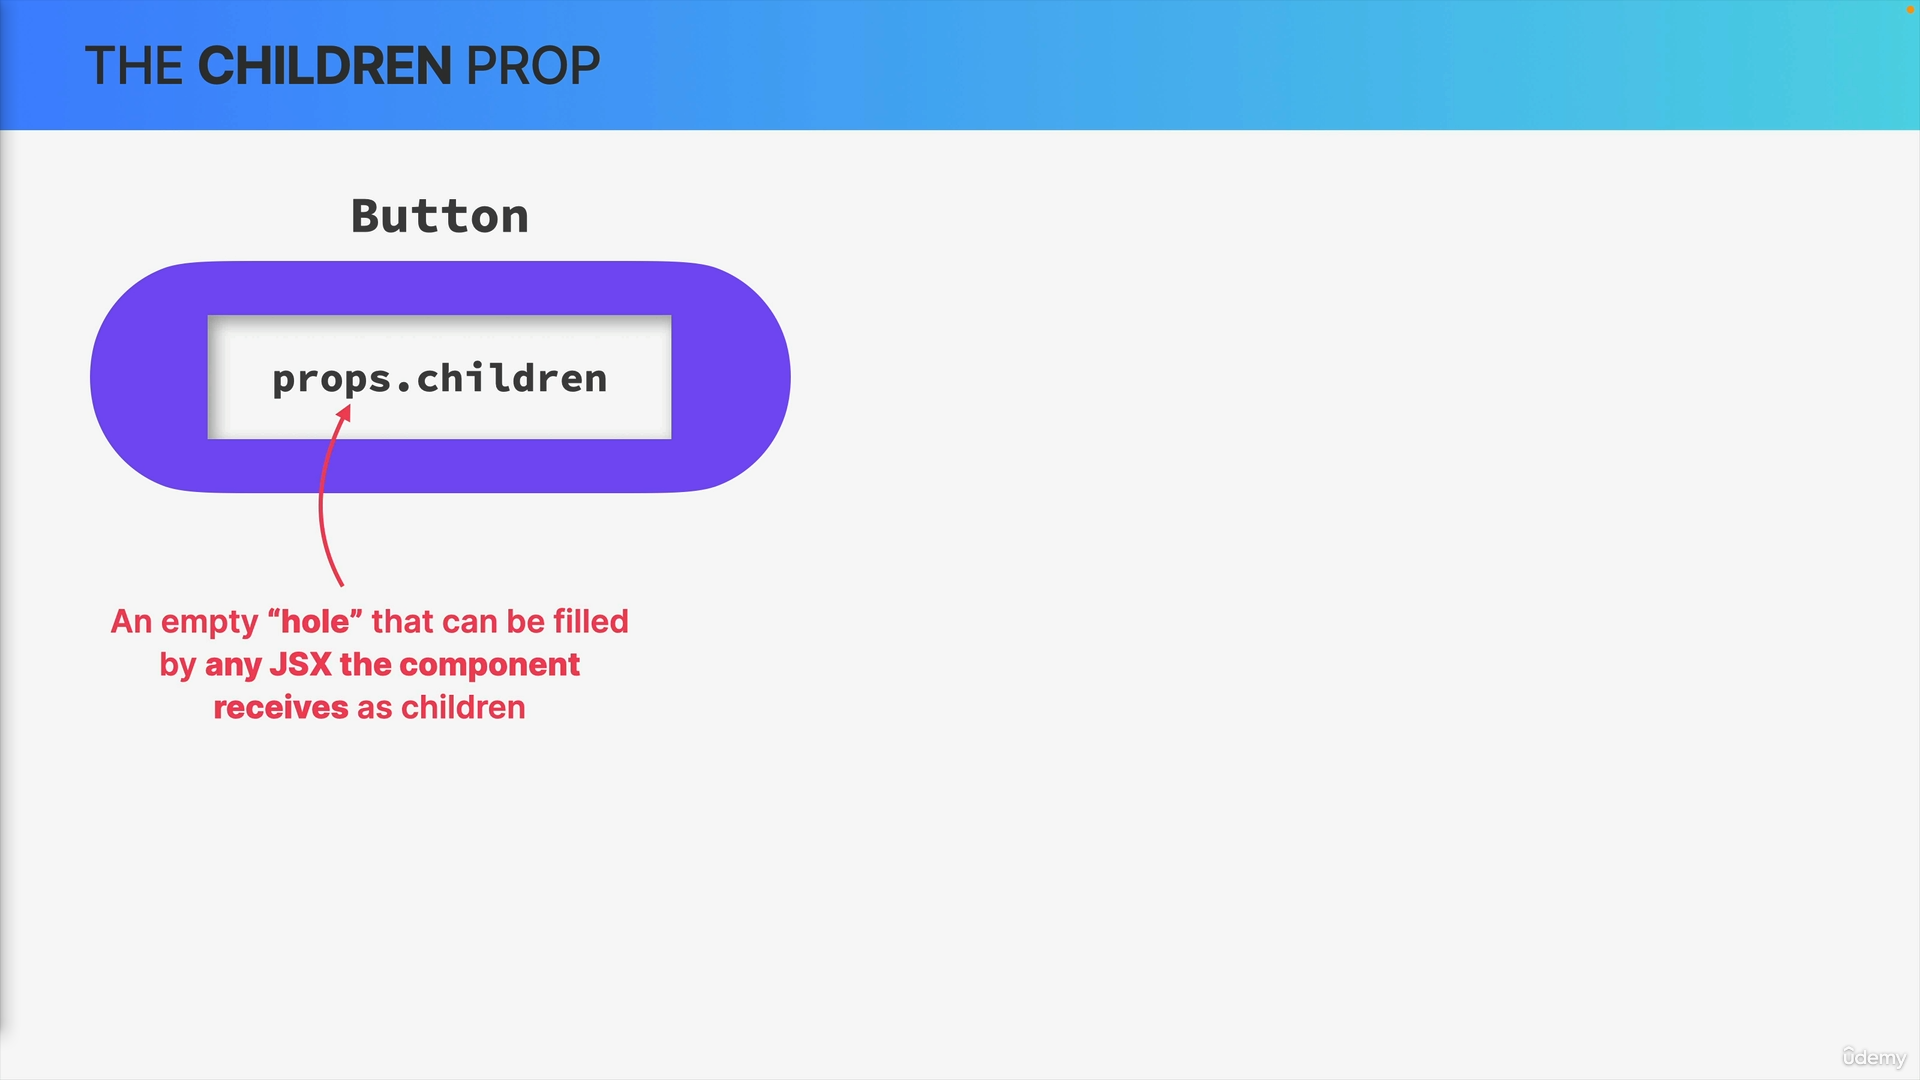 THE CHILDREN PROP
Button
props.children
An empty “hole” that can be filled
by any JSX the component
receives as children
ûdemy